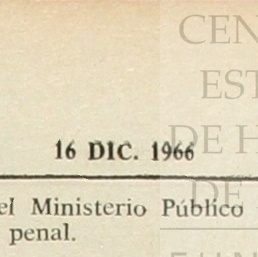 CEN
EST
DE H
DE
16 DIC. 1966
el Ministerio Público
penal.